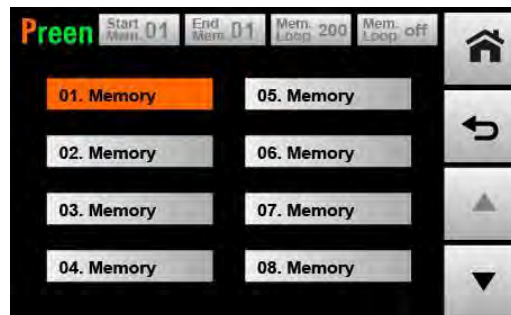 Preen Start Mem. 01 End Mem. 01 Mem. Loop 200 Mem. Loop off
01. Memory
02. Memory
03. Memory
04. Memory
05. Memory
06. Memory
07. Memory
08. Memory